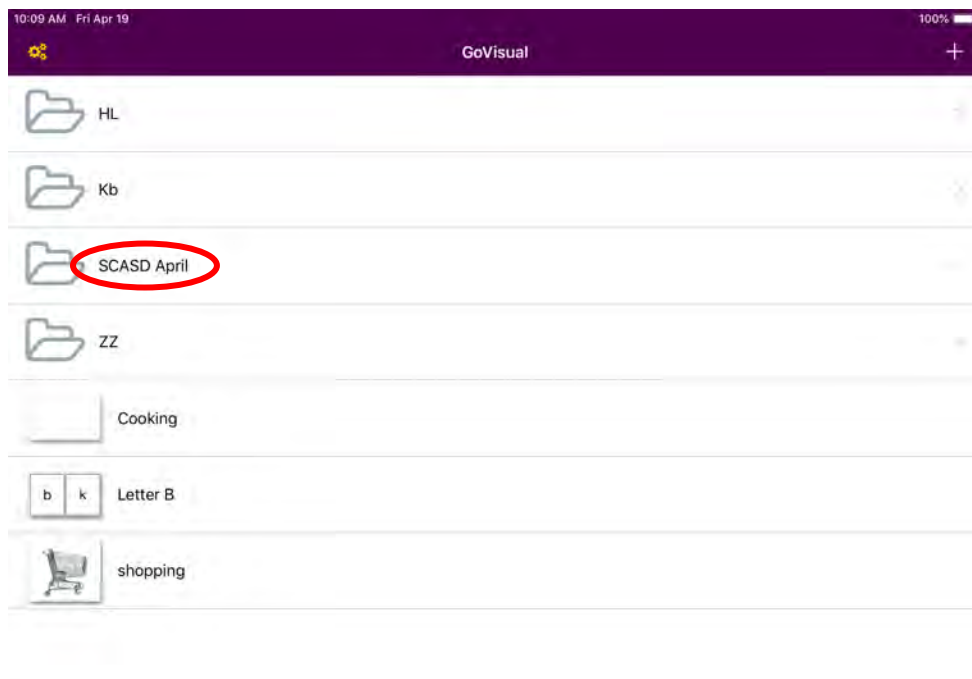 10:09 AM Fri Apr 19 100%
GoVisual
HL
Kb
SCASD April
ZZ
Cooking
b k Letter B
shopping